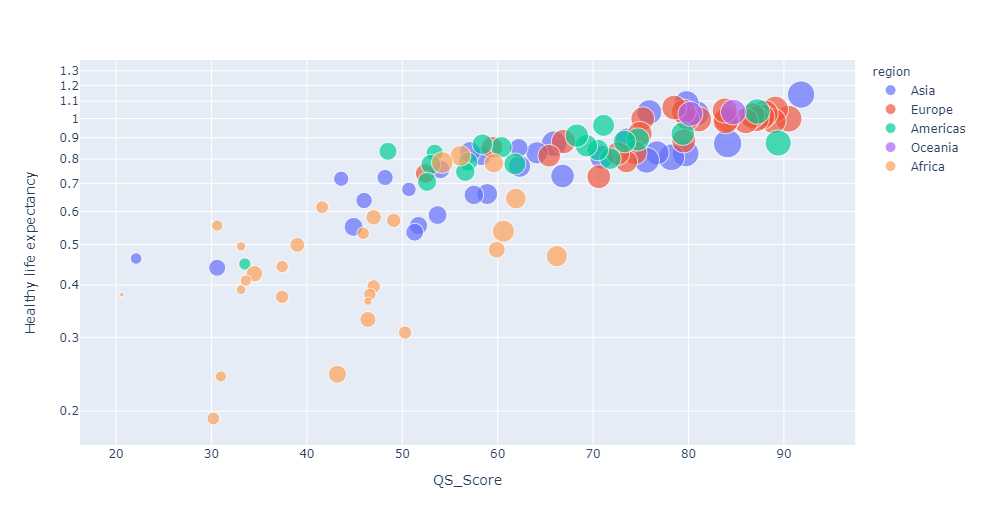 region
Asia
Europe
Americas
Oceania
Africa
1.3
1.2
1.1
1
0.9
0.8
0.7
0.6
0.5
0.4
0.3
0.2
Healthy life expectancy
20 30 40 50 60 70 80 90
QS_Score